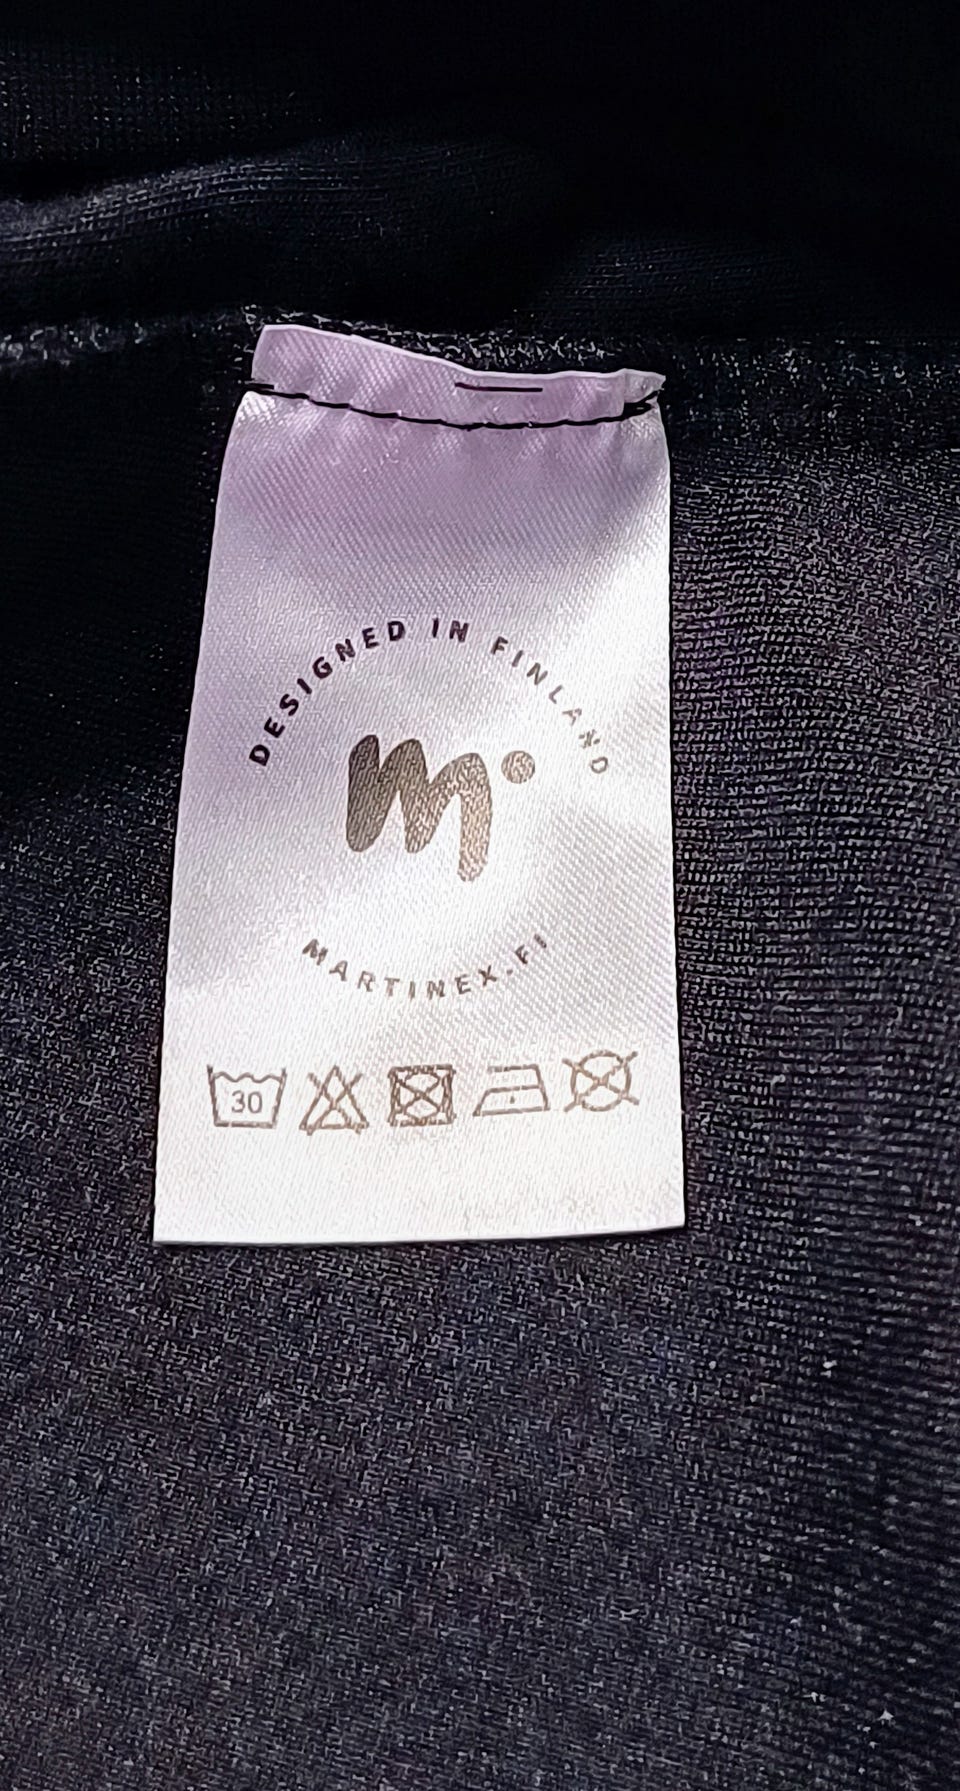 DESIGNED IN FINLAND
m
MARTINEX.FI
30